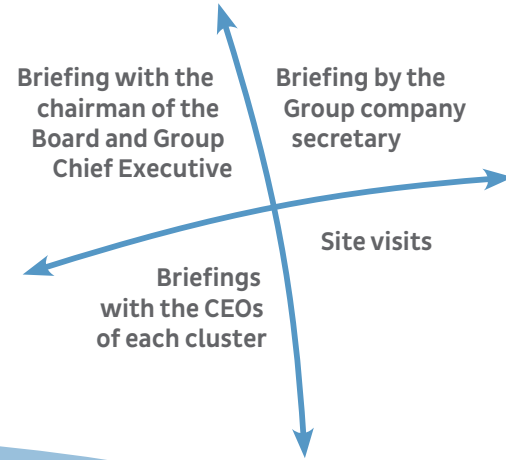 Briefing with the
chairman of the
Board and Group
Chief Executive
Briefing by the
Group company
secretary
Briefings
with the CEOs
of each cluster
Site visits